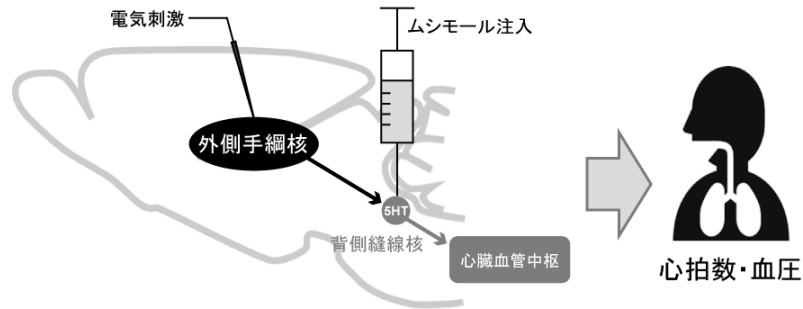 電気刺激
ムシモール注入
外側手綱核
5HT
背側縫線核
心臓血管中枢
心拍数・血圧